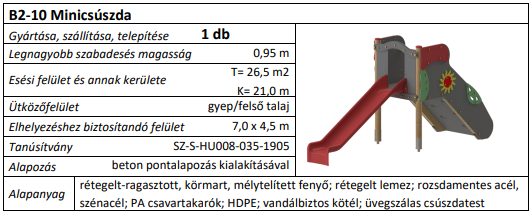 B2-10 Minicsúszda
Gyártása, szállítása, telepítése 1 db
Legnagyobb szabadesés magasság 0,95 m
Esési felület és annak kerülete T= 26,5 m2
K= 21,0 m
Ütközőfelület gyep/felső talaj
Elhelyezéshez biztosítandó felület 7,0 x 4,5 m
Tanúsítvány SZ-S-HU008-035-1905
Alapozás beton pontalapozás kialakításával
Alapanyag rétegelt-ragasztott, körmart, mélytelített fenyő; rétegelt lemez; rozsdamentes acél,
szénacél; PA csavartakarók; HDPE; vandálbiztos kötél; üvegszálas csúszdatest